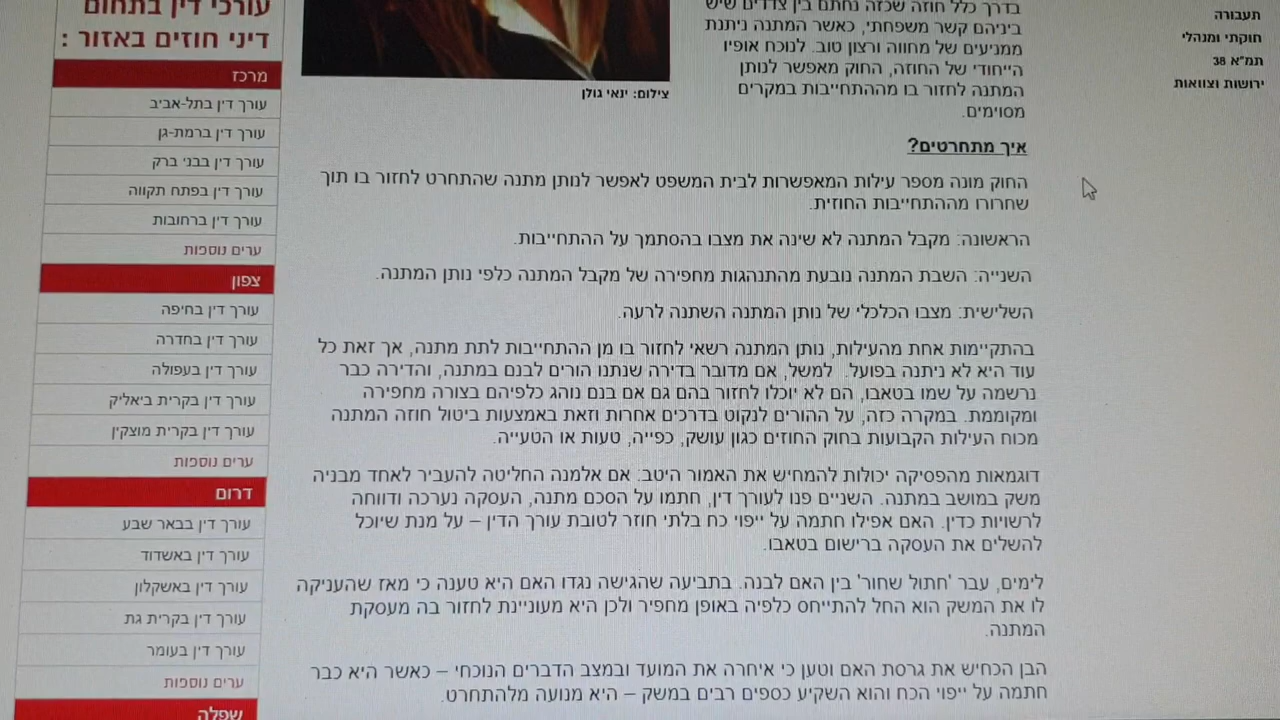 תעבורה
חוקתי ומנהלי
תמ"א 38
ירושות וצוואות
בדרך כלל חוזה שכזה נחתם בין צדדים שיש
ביניהם קשר משפחתי, כאשר המתנה ניתנת
ממניעים של מחווה ורצון טוב. לנוכח אופיו
הייחודי של החוזה, החוק מאפשר לנותן
המתנה לחזור בו מההתחייבות במקרים
מסוימים.
צילום: ינאי גולן
איך מתחרטים?
החוק מונה מספר עילות המאפשרות לבית המשפט לאפשר לנותן מתנה שהתחרט לחזור בו תוך
שחרורו מההתחייבות החוזית.
הראשונה: מקבל המתנה לא שינה את מצבו בהסתמך על ההתחייבות.
השנייה: השבת המתנה נובעת מהתנהגות מחפירה של מקבל המתנה כלפי נותן המתנה.
השלישית: מצבו הכלכלי של נותן המתנה השתנה לרעה.
בהתקיימות אחת מהעילות, נותן המתנה רשאי לחזור בו מן ההתחייבות לתת מתנה, אך זאת כל
עוד היא לא ניתנה בפועל. למשל, אם מדובר בדירה שנתנו הורים לבנם במתנה, והדירה כבר
נרשמה על שמו בטאבו, הם לא יוכלו לחזור בהם גם אם בנם נוהג כלפיהם בצורה מחפירה
ומקוממת. במקרה כזה, על ההורים לנקוט בדרכים אחרות וזאת באמצעות ביטול חוזה המתנה
מכוח העילות הקבועות בחוק החוזים כגון עושק, כפייה, טעות או הטעייה.
דוגמאות מהפסיקה יכולות להמחיש את האמור היטב: אם אלמנה החליטה להעביר לאחד מבניה
משק במושב במתנה. השניים פנו לעורך דין, חתמו על הסכם מתנה, העסקה נערכה ודווחה
לרשויות כדין. האם אפילו חתמה על ייפוי כח בלתי חוזר לטובת עורך הדין – על מנת שיוכל
להשלים את העסקה ברישום בטאבו.
לימים, עבר 'חתול שחור' בין האם לבנה. בתביעה שהגישה נגדו האם היא טענה כי מאז שהעניקה
לו את המשק הוא החל להתייחס כלפיה באופן מחפיר ולכן היא מעוניינת לחזור בה מעסקת
המתנה.
הבן הכחיש את גרסת האם וטען כי איחרה את המועד ובמצב הדברים הנוכחי – כאשר היא כבר
חתמה על ייפוי הכח והוא השקיע כספים רבים במשק – היא מנועה מלהתחרט.
עורכי דין בתחום
דיני חוזים באזור :
מרכז
עורך דין בתל-אביב
עורך דין ברמת-גן
עורך דין בבני ברק
עורך דין בפתח תקווה
עורך דין ברחובות
ערים נוספות
צפון
עורך דין בחיפה
עורך דין בחדרה
עורך דין בעפולה
עורך דין בקרית ביאליק
עורך דין בקרית מוצקין
ערים נוספות
דרום
עורך דין בבאר שבע
עורך דין באשדוד
עורך דין באשקלון
עורך דין בקרית גת
עורך דין בעומר
ערים נוספות
שפלה